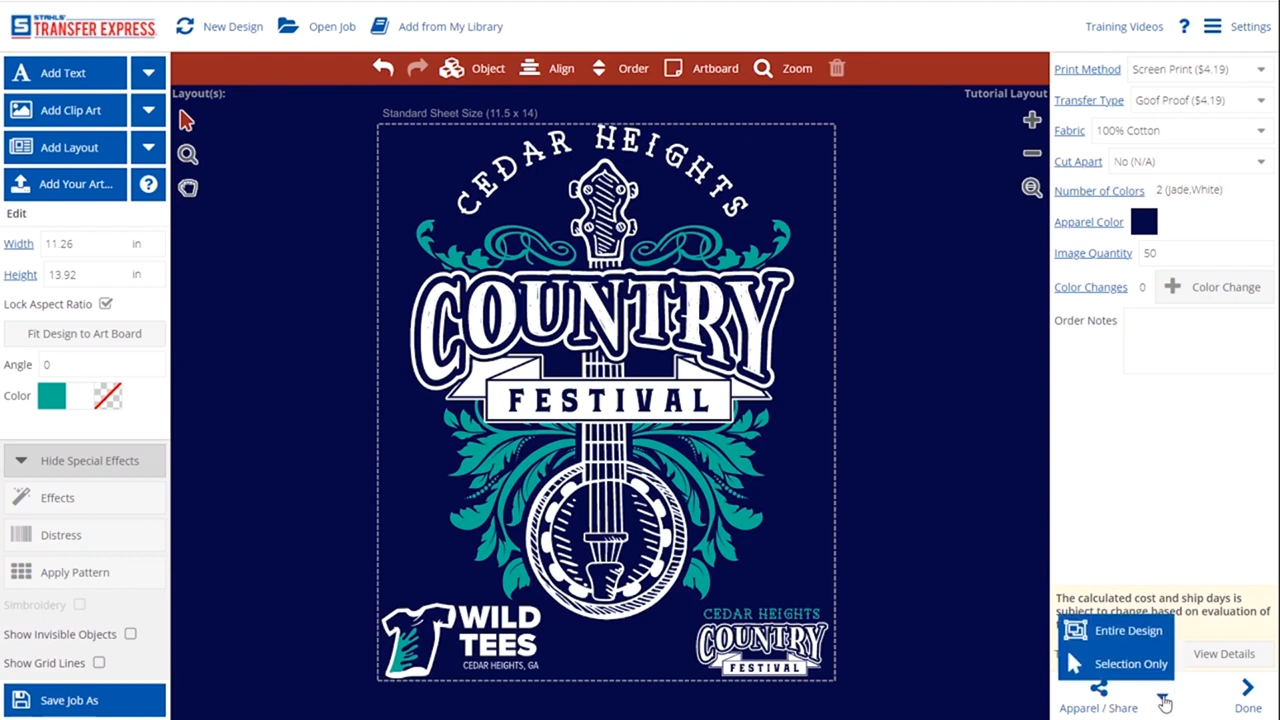 STAHLS'
TRANSFER EXPRESS
New Design
Open Job
Add from My Library
Training Videos
?
Settings
Add Text
Add Clip Art
Add Layout
Add Your Art...
?
Edit
Width 11.26 in
Height 13.92 in
Lock Aspect Ratio
Fit Design to Art Board
Angle 0
Color
Hide Special Effects
Effects
Distress
Apply Pattern
Simbroidery
Show Invisible Objects
Show Grid Lines
Save Job As
Object
Align
Order
Artboard
Zoom
Layout(s):
Tutorial Layout
Standard Sheet Size (11.5 x 14)
CEDAR HEIGHTS
COUNTRY
FESTIVAL
WILD
TEES
CEDAR HEIGHTS, GA
CEDAR HEIGHTS
COUNTRY
FESTIVAL
Print Method Screen Print ($4.19)
Transfer Type Goof Proof ($4.19)
Fabric 100% Cotton
Cut Apart No (N/A)
Number of Colors 2 (Jade,White)
Apparel Color
Image Quantity 50
Color Changes 0 Color Change
Order Notes
The calculated cost and ship days is
subject to change based on evaluation of
Entire Design
Selection Only
View Details
Apparel / Share
Done